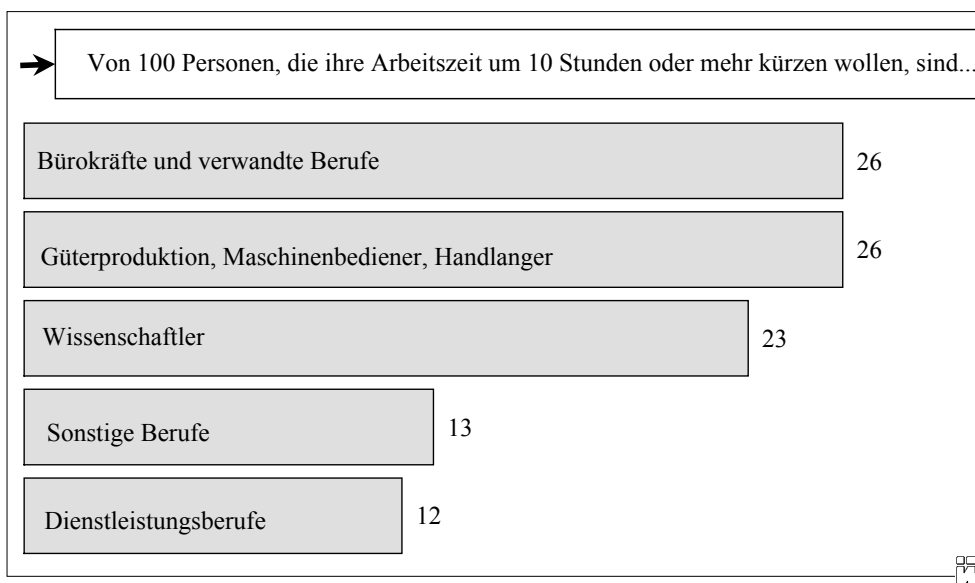 Von 100 Personen, die ihre Arbeitszeit um 10 Stunden oder mehr kürzen wollen, sind...
Bürokräfte und verwandte Berufe 26
Güterproduktion, Maschinenbediener, Handlanger 26
Wissenschaftler 23
Sonstige Berufe 13
Dienstleistungsberufe 12